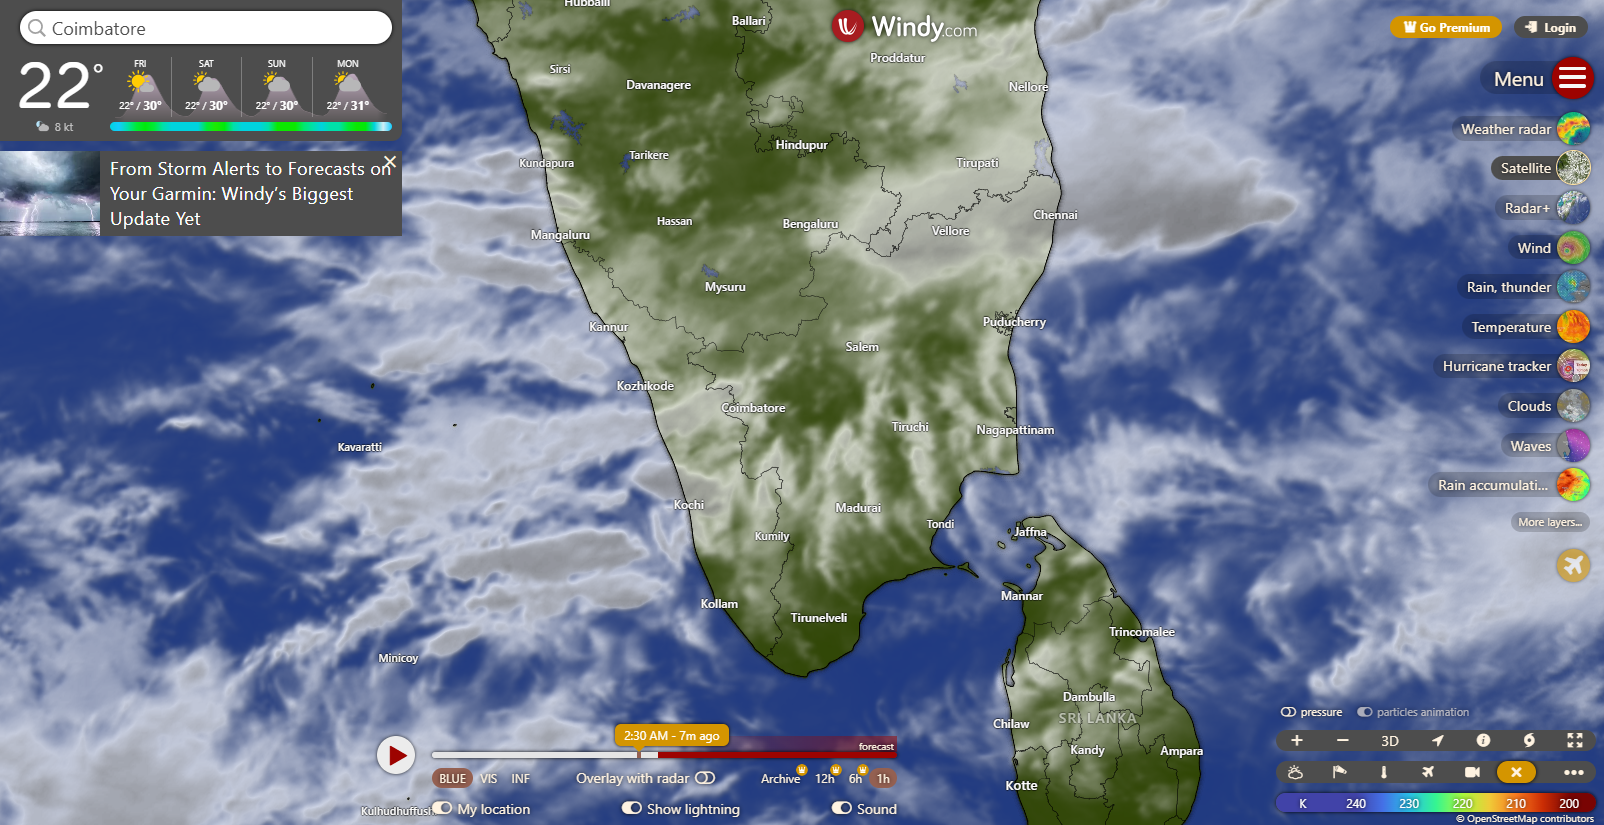 Coimbatore
22°
8 kt
FRI
22° / 30°
SAT
22° / 30°
SUN
22° / 30°
MON
22° / 31°
From Storm Alerts to Forecasts on
Your Garmin: Windy's Biggest
Update Yet
Windy.com
Go Premium
Login
Menu
Weather radar
Satellite
Radar+
Wind
Rain, thunder
Temperature
Hurricane tracker
Clouds
Waves
Rain accumulati...
More layers...
Hubballi
Ballari
Proddatur
Sirsi
Davanagere
Nellore
Hindupur
Kundapura
Tarikere
Tirupati
Hassan
Bengaluru
Chennai
Mangaluru
Vellore
Mysuru
Kannur
Puducherry
Salem
Kozhikode
Coimbatore
Tiruchi
Nagapattinam
Kavaratti
Kochi
Madurai
Tondi
Jaffna
Kumily
Mannar
Kollam
Tirunelveli
Trincomalee
Minicoy
Dambulla
SRI LANKA
Chilaw
Kandy
Ampara
Kotte
Kulhudhuffush
2:30 AM - 7m ago
forecast
BLUE VIS INF
Overlay with radar
Archive 12h 6h 1h
My location
Show lightning
Sound
pressure
particles animation
+ − 3D
K 240 230 220 210 200
© OpenStreetMap contributors